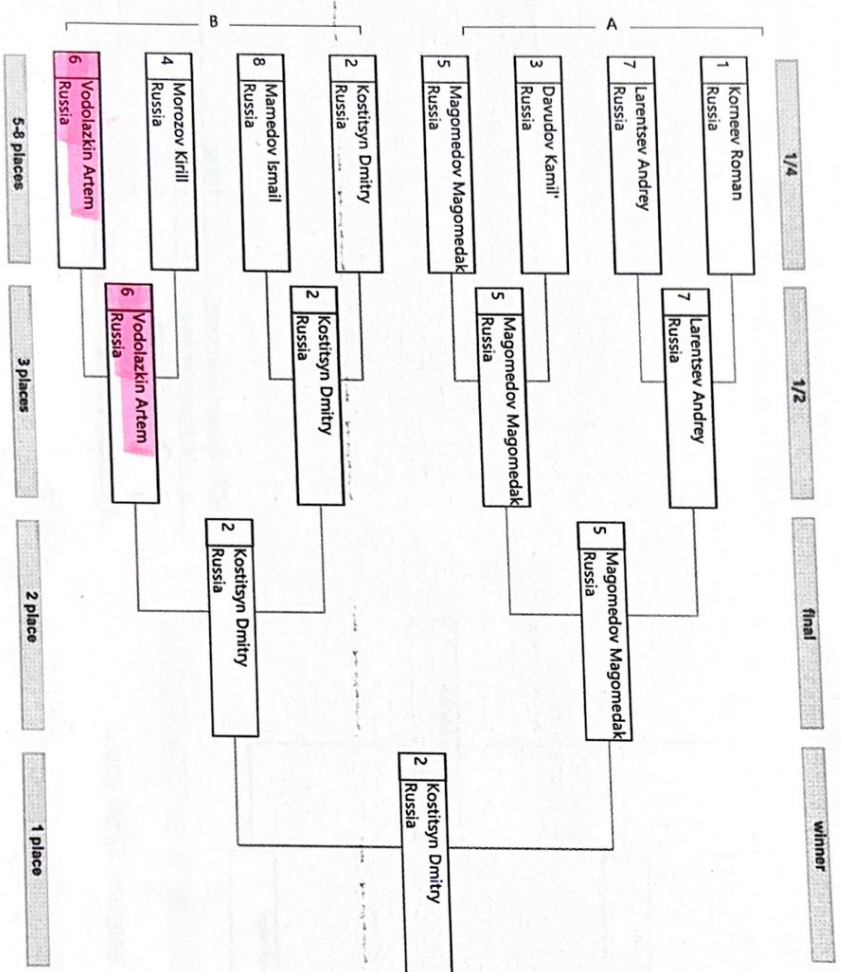 1/4
1/2
final
winner
A
1 Korneev Roman
Russia
7 Larentsev Andrey
Russia
3 Davudov Kamil'
Russia
5 Magomedov Magomedak
Russia
B
2 Kostitsyn Dmitry
Russia
8 Mamedov Ismail
Russia
4 Morozov Kirill
Russia
6 Vodolazkin Artem
Russia
7 Larentsev Andrey
Russia
5 Magomedov Magomedak
Russia
2 Kostitsyn Dmitry
Russia
6 Vodolazkin Artem
Russia
5 Magomedov Magomedak
Russia
2 Kostitsyn Dmitry
Russia
2 Kostitsyn Dmitry
Russia
5-8 places
3 places
2 place
1 place